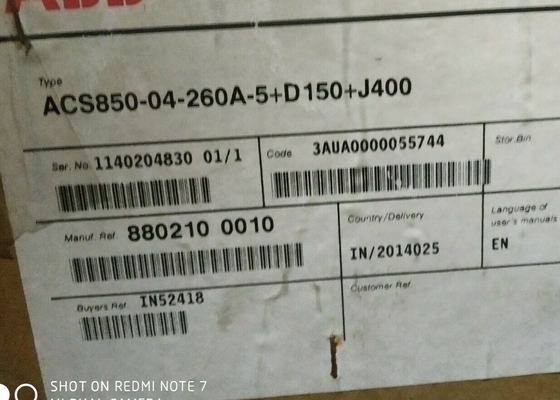 ABB
Type
ACS850-04-260A-5+D150+J400
Ser. No. 1140204830 01/1
Code 3AUA0000055744
Stor.Bin
Manuf. Ref. 880210 0010
Country/Delivery
IN/2014025
Language of
user's manuals
EN
Buyers Ref. IN52418
Customer Ref.
SHOT ON REDMI NOTE 7